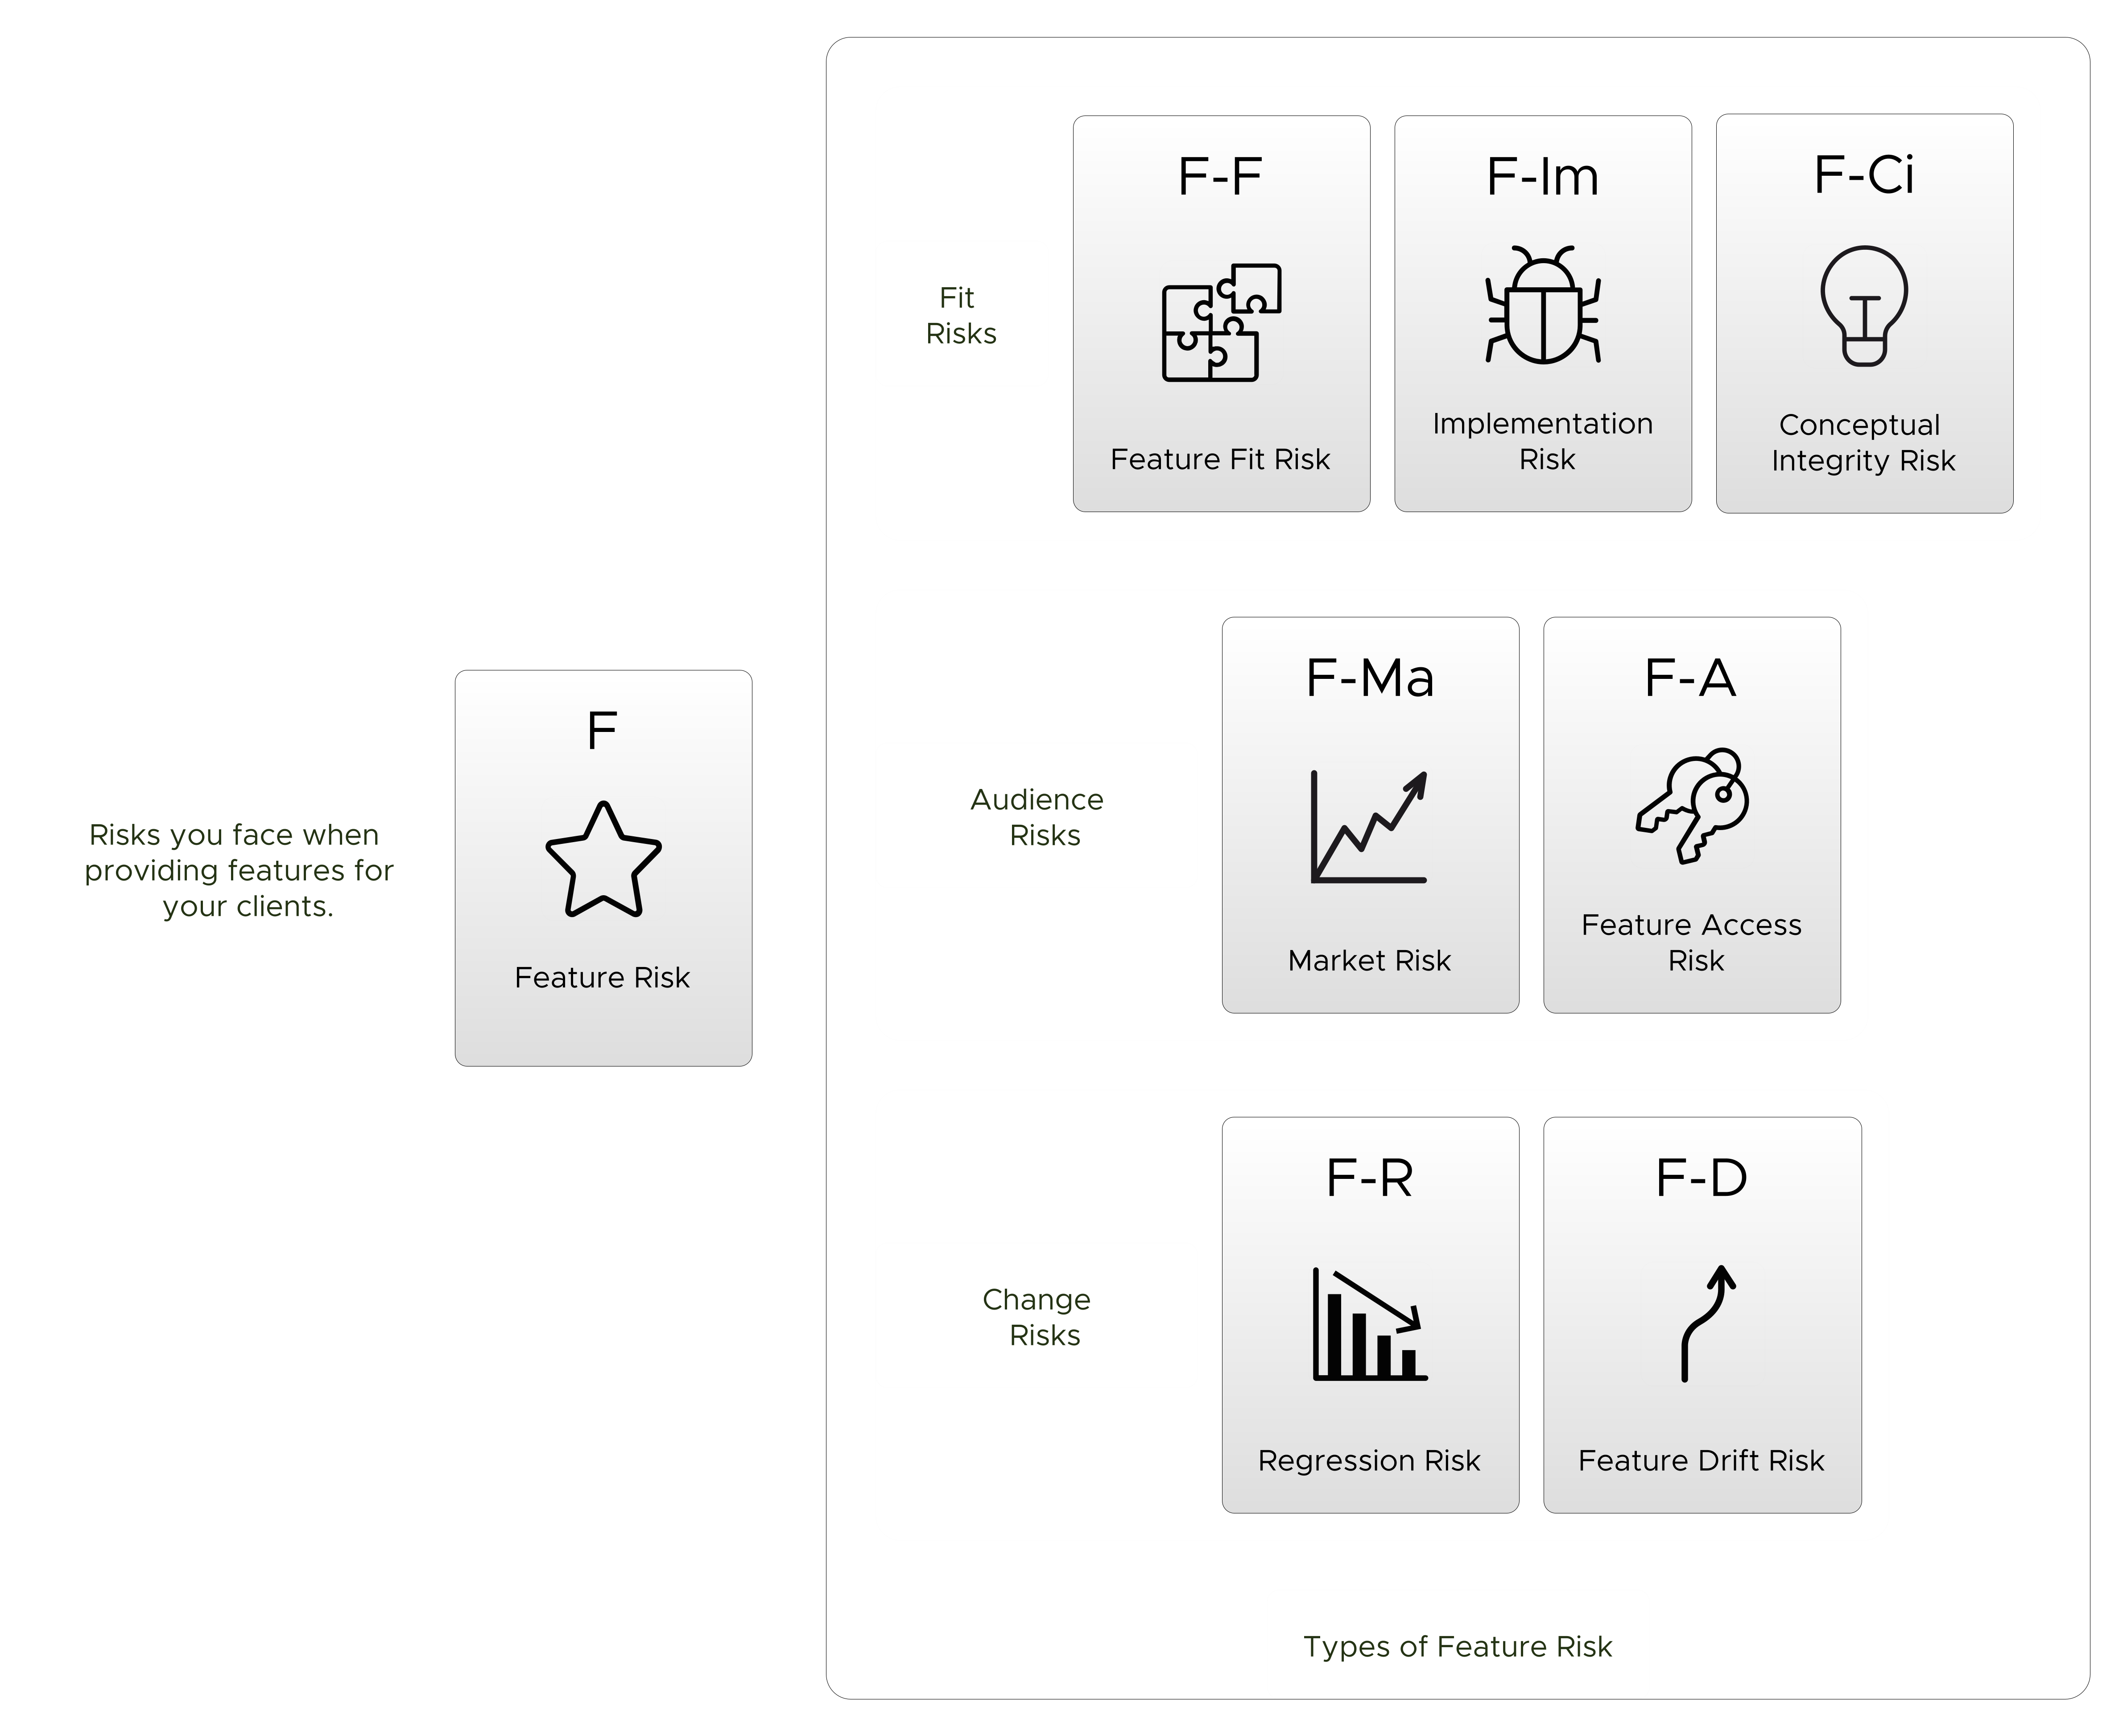 Risks you face when
providing features for
your clients.
F
Feature Risk
Fit
Risks
F-F
Feature Fit Risk
F-Im
Implementation
Risk
F-Ci
Conceptual
Integrity Risk
Audience
Risks
F-Ma
Market Risk
F-A
Feature Access
Risk
Change
Risks
F-R
Regression Risk
F-D
Feature Drift Risk
Types of Feature Risk